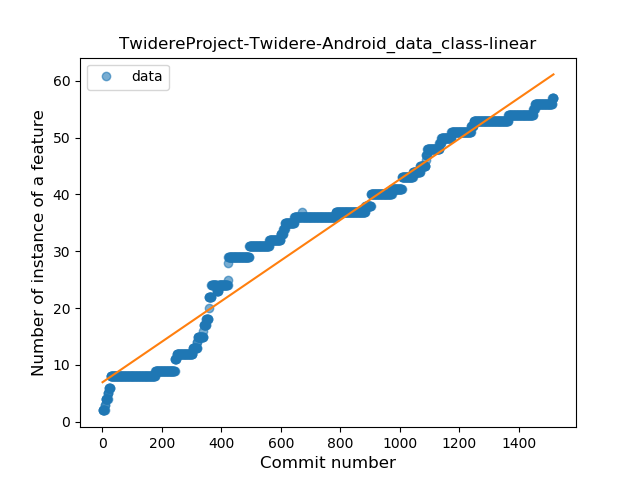 TwidereProject-Twidere-Android_data_class-linear
data
Number of instance of a feature
60
50
40
30
20
10
0
0 200 400 600 800 1000 1200 1400
Commit number